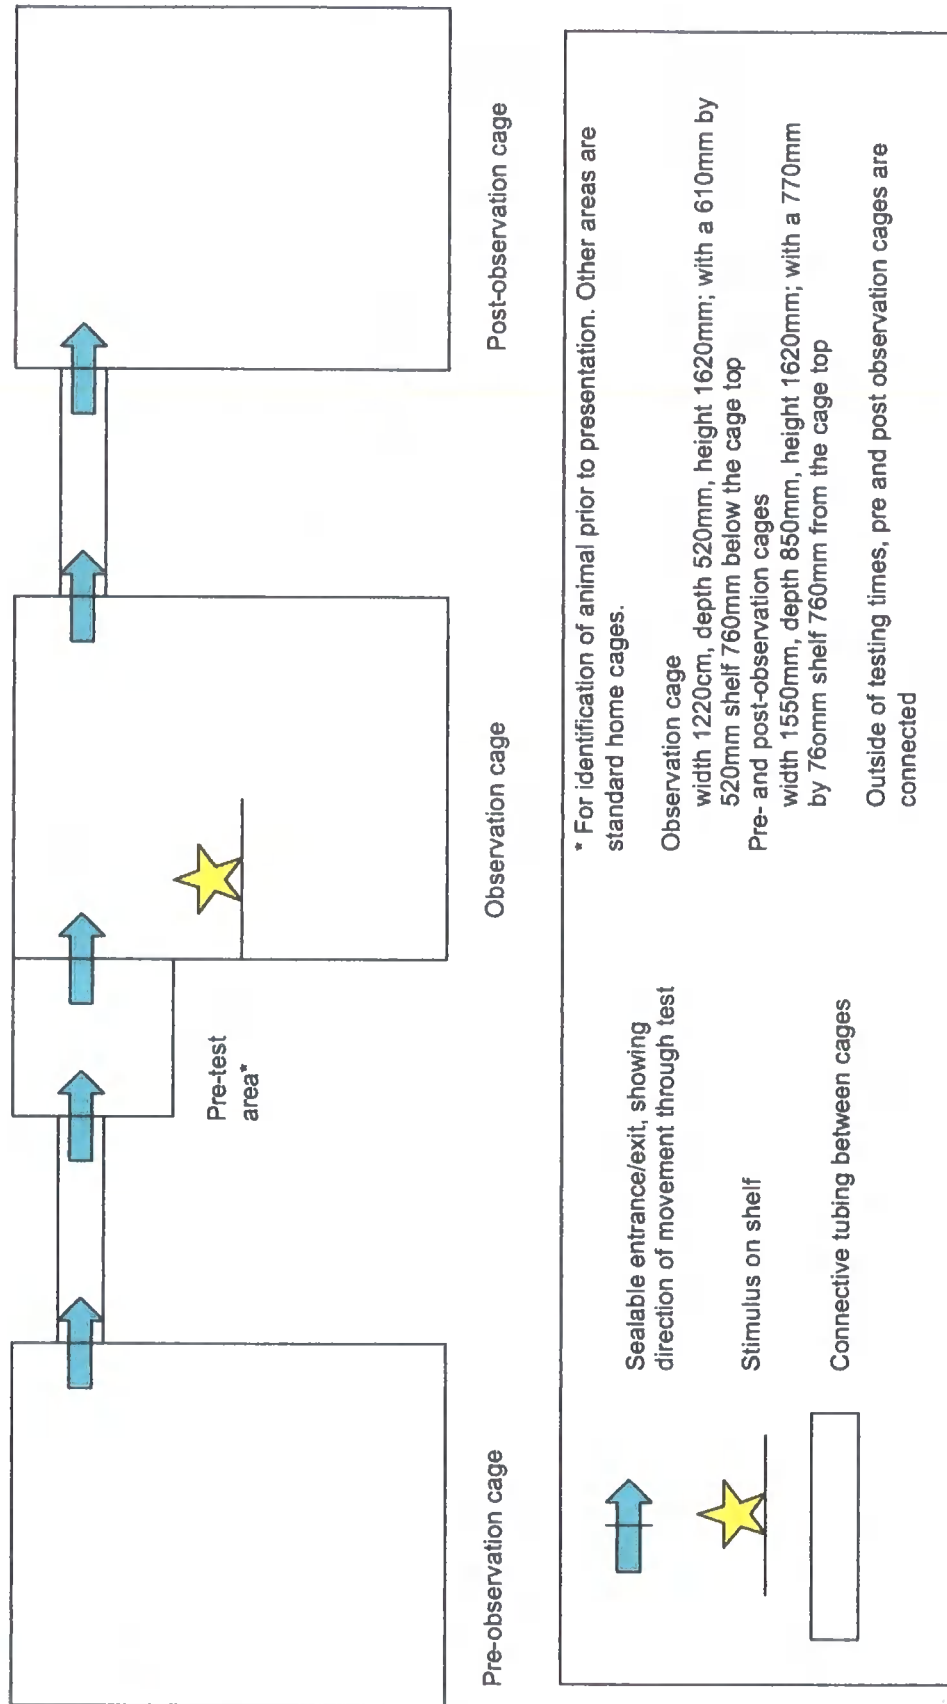 Pre-observation cage
Pre-test
area*
Observation cage
Post-observation cage
Sealable entrance/exit, showing
direction of movement through test
Stimulus on shelf
Connective tubing between cages
* For identification of animal prior to presentation. Other areas are
standard home cages.
Observation cage
width 1220cm, depth 520mm, height 1620mm; with a 610mm by
520mm shelf 760mm below the cage top
Pre- and post-observation cages
width 1550mm, depth 850mm, height 1620mm; with a 770mm
by 76omm shelf 760mm from the cage top
Outside of testing times, pre and post observation cages are
connected